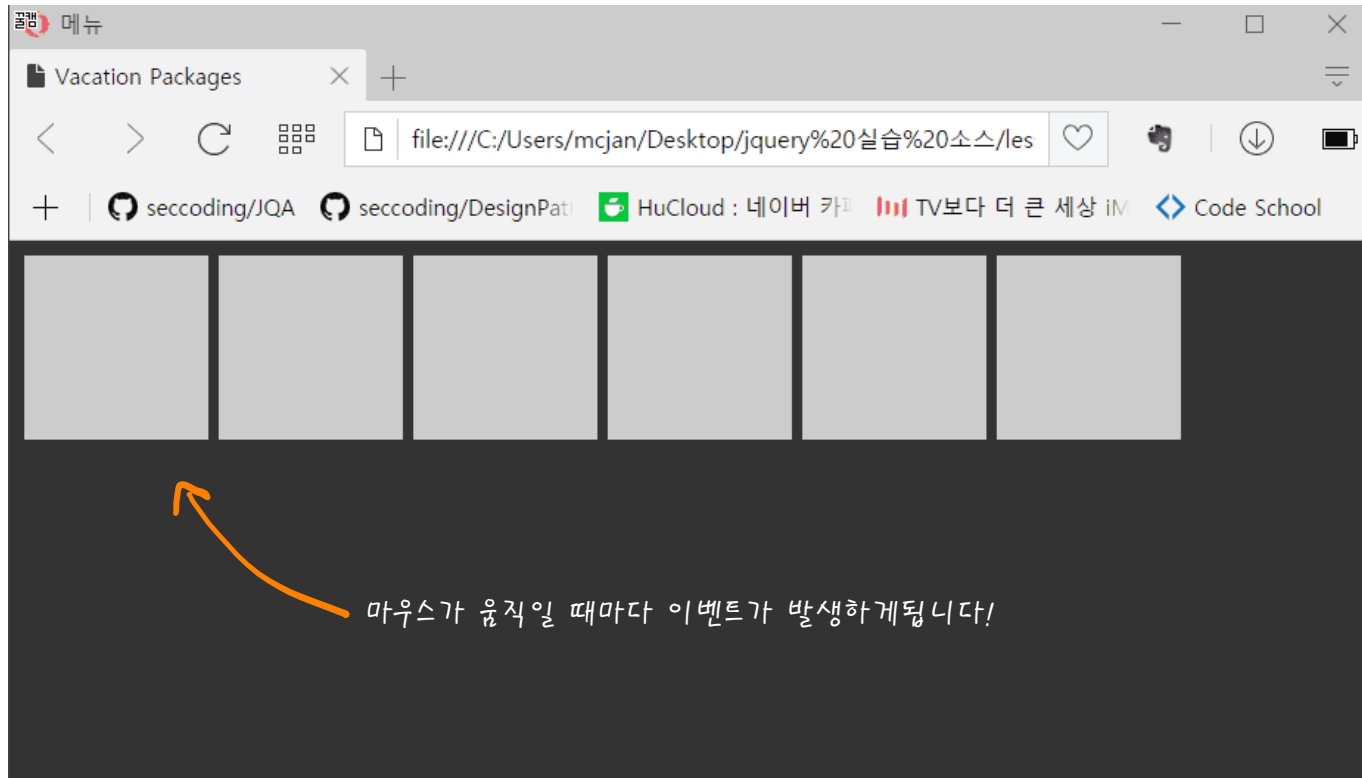 꿀캠 메뉴
Vacation Packages
file:///C:/Users/mcjan/Desktop/jquery%20실습%20소스/les
seccoding/JQA seccoding/DesignPat HuCloud : 네이버 카페 TV보다 더 큰 세상 iM Code School
마우스가 움직일 때마다 이벤트가 발생하게됩니다!